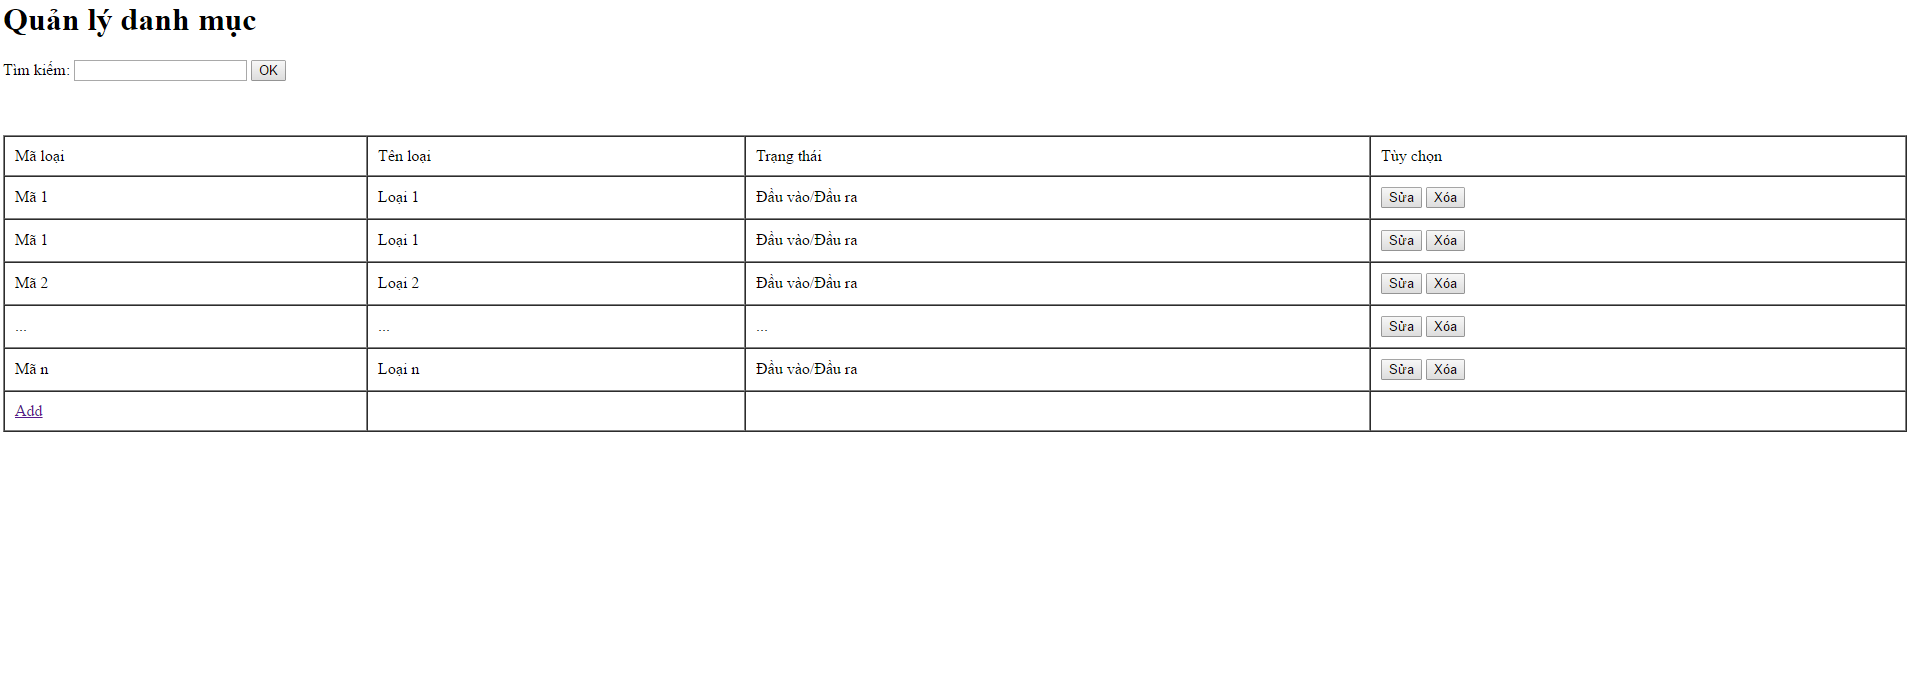 Quản lý danh mục
Tìm kiếm: OK
Mã loại Tên loại Trạng thái Tùy chọn
Mã 1 Loại 1 Đầu vào/Đầu ra Sửa Xóa
Mã 1 Loại 1 Đầu vào/Đầu ra Sửa Xóa
Mã 2 Loại 2 Đầu vào/Đầu ra Sửa Xóa
... ... ... Sửa Xóa
Mã n Loại n Đầu vào/Đầu ra Sửa Xóa
Add